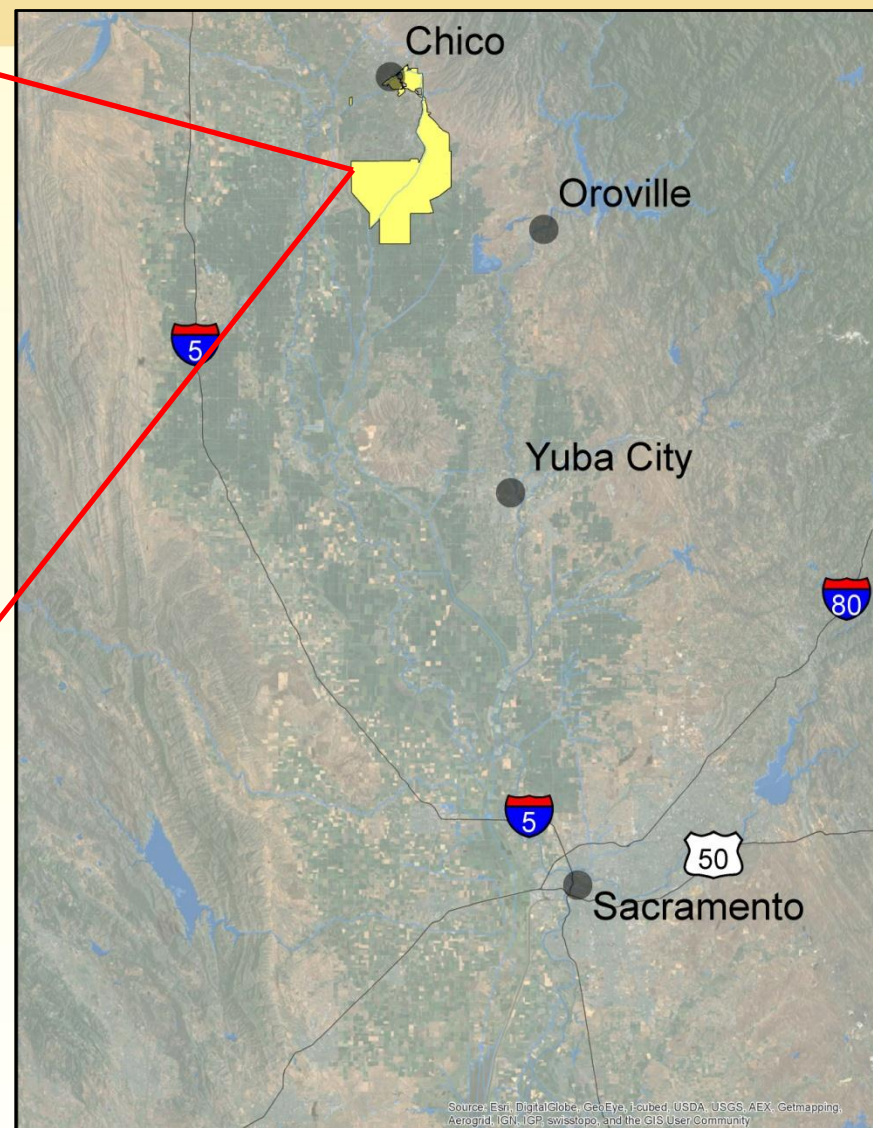 Chico
Oroville
5
Yuba City
80
5
50
Sacramento
Source: Esri, DigitalGlobe, GeoEye, i-cubed, USDA, USGS, AEX, Getmapping,
Aerogrid, IGN, IGP, swisstopo, and the GIS User Community